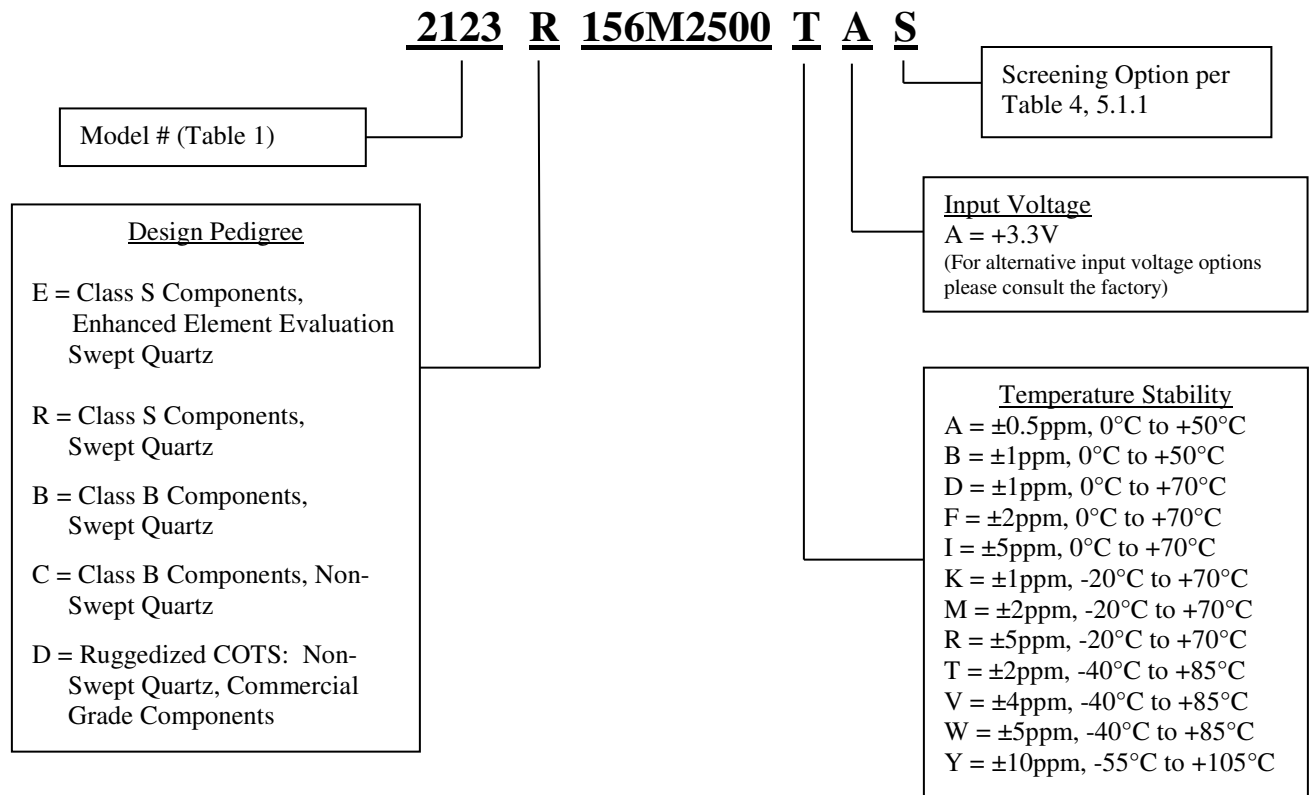 2123 R 156M2500 T A S
Screening Option per
Table 4, 5.1.1
Model # (Table 1)
Input Voltage
A = +3.3V
(For alternative input voltage options
please consult the factory)
Design Pedigree
E = Class S Components,
Enhanced Element Evaluation
Swept Quartz
R = Class S Components,
Swept Quartz
B = Class B Components,
Swept Quartz
C = Class B Components, Non-
Swept Quartz
D = Ruggedized COTS: Non-
Swept Quartz, Commercial
Grade Components
Temperature Stability
A = ±0.5ppm, 0°C to +50°C
B = ±1ppm, 0°C to +50°C
D = ±1ppm, 0°C to +70°C
F = ±2ppm, 0°C to +70°C
I = ±5ppm, 0°C to +70°C
K = ±1ppm, -20°C to +70°C
M = ±2ppm, -20°C to +70°C
R = ±5ppm, -20°C to +70°C
T = ±2ppm, -40°C to +85°C
V = ±4ppm, -40°C to +85°C
W = ±5ppm, -40°C to +85°C
Y = ±10ppm, -55°C to +105°C